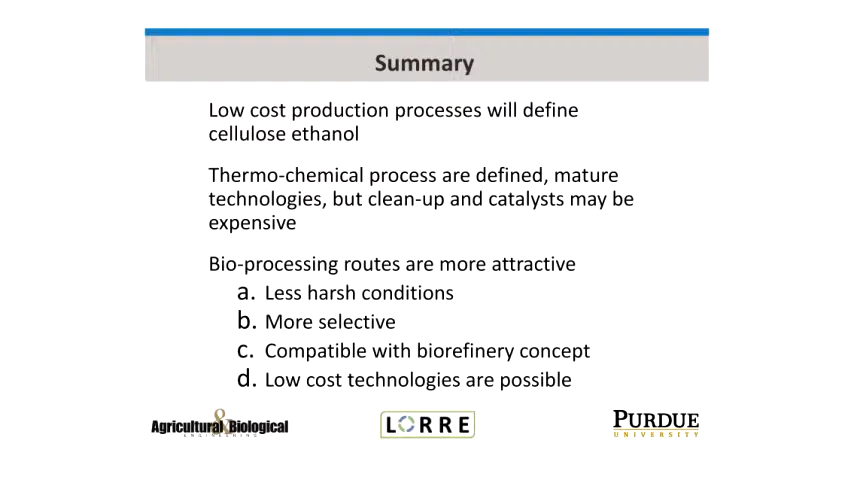 Summary
Low cost production processes will define
cellulose ethanol
Thermo-chemical process are defined, mature
technologies, but clean-up and catalysts may be
expensive
Bio-processing routes are more attractive
a. Less harsh conditions
b. More selective
c. Compatible with biorefinery concept
d. Low cost technologies are possible
Agricultural & Biological
ENGINEERING
LORRE
PURDUE
UNIVERSITY